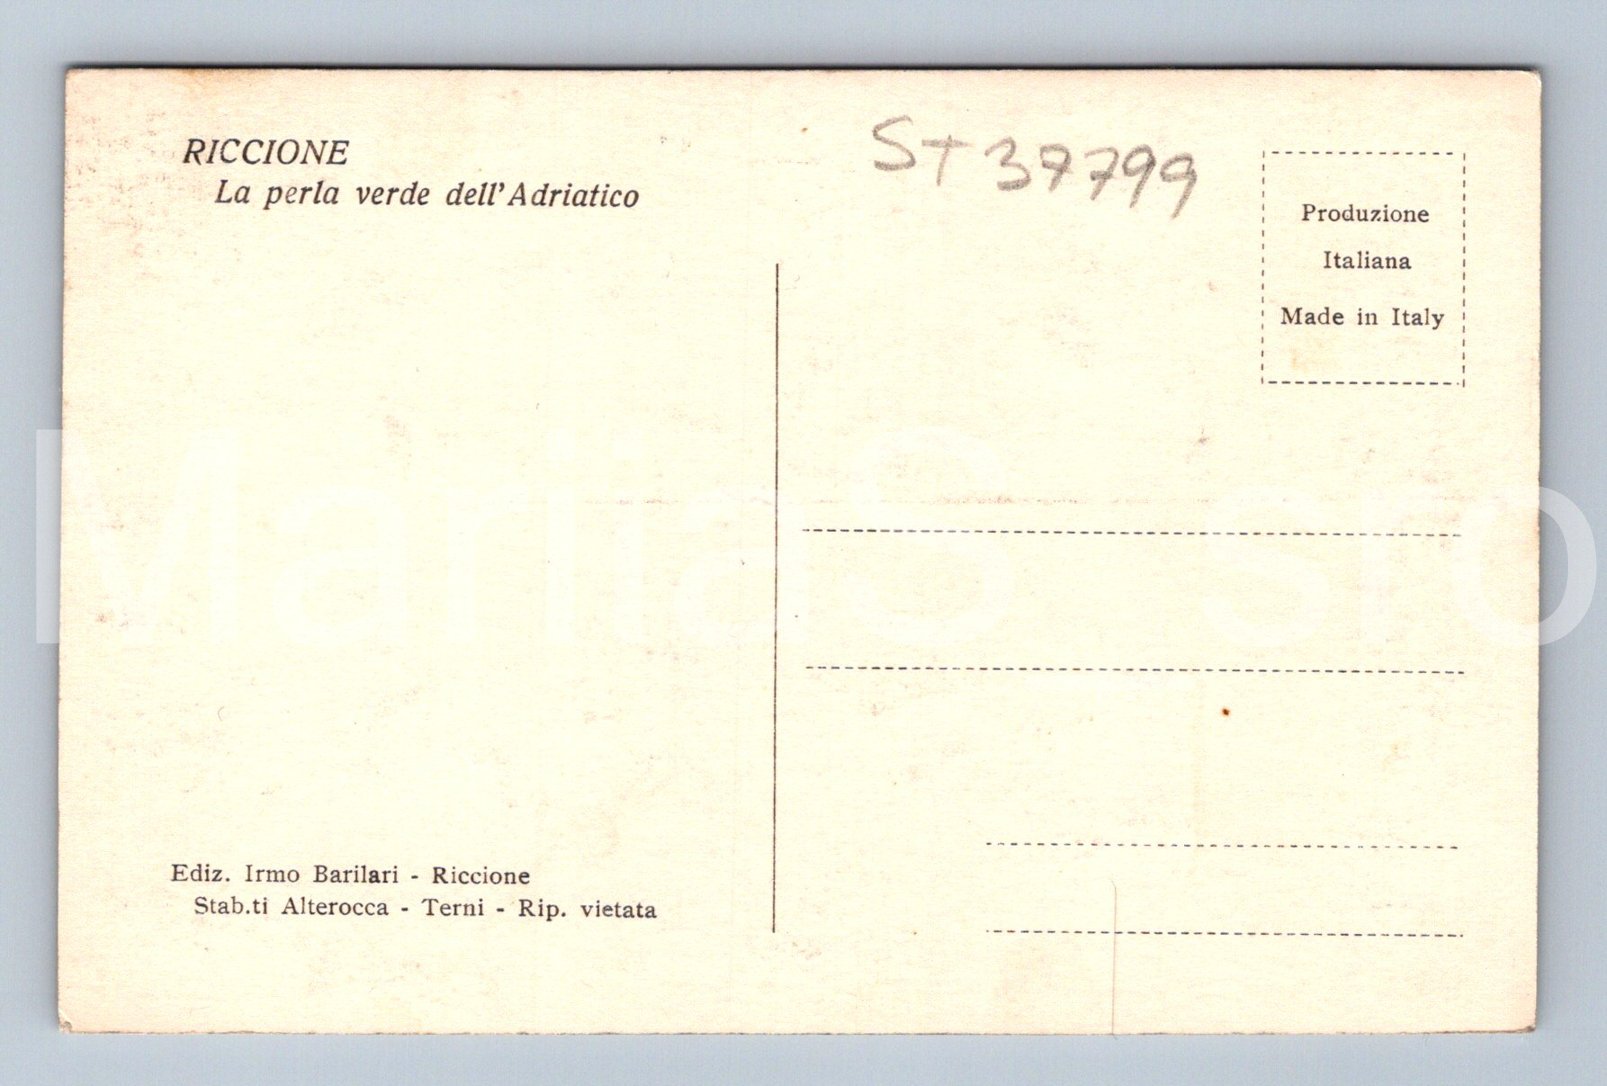 RICCIONE
La perla verde dell'Adriatico
ST 37799
Produzione
Italiana
Made in Italy
Ediz. Irmo Barilari - Riccione
Stab.ti Alterocca - Terni - Rip. vietata